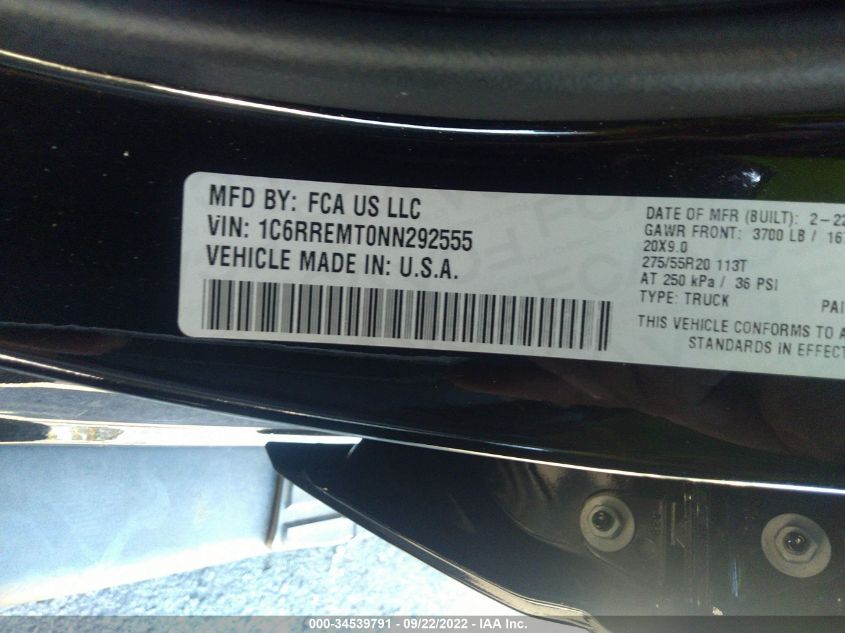 MFD BY: FCA US LLC
VIN: 1C6RREMT0NN292555
VEHICLE MADE IN: U.S.A.
DATE OF MFR (BUILT): 2-22
GAWR FRONT: 3700 LB / 16
20X9.0
275/55R20 113T
AT 250 kPa / 36 PSI
TYPE: TRUCK PAI
THIS VEHICLE CONFORMS TO A
STANDARDS IN EFFECT
000-34539791 - 09/22/2022 - IAA Inc.